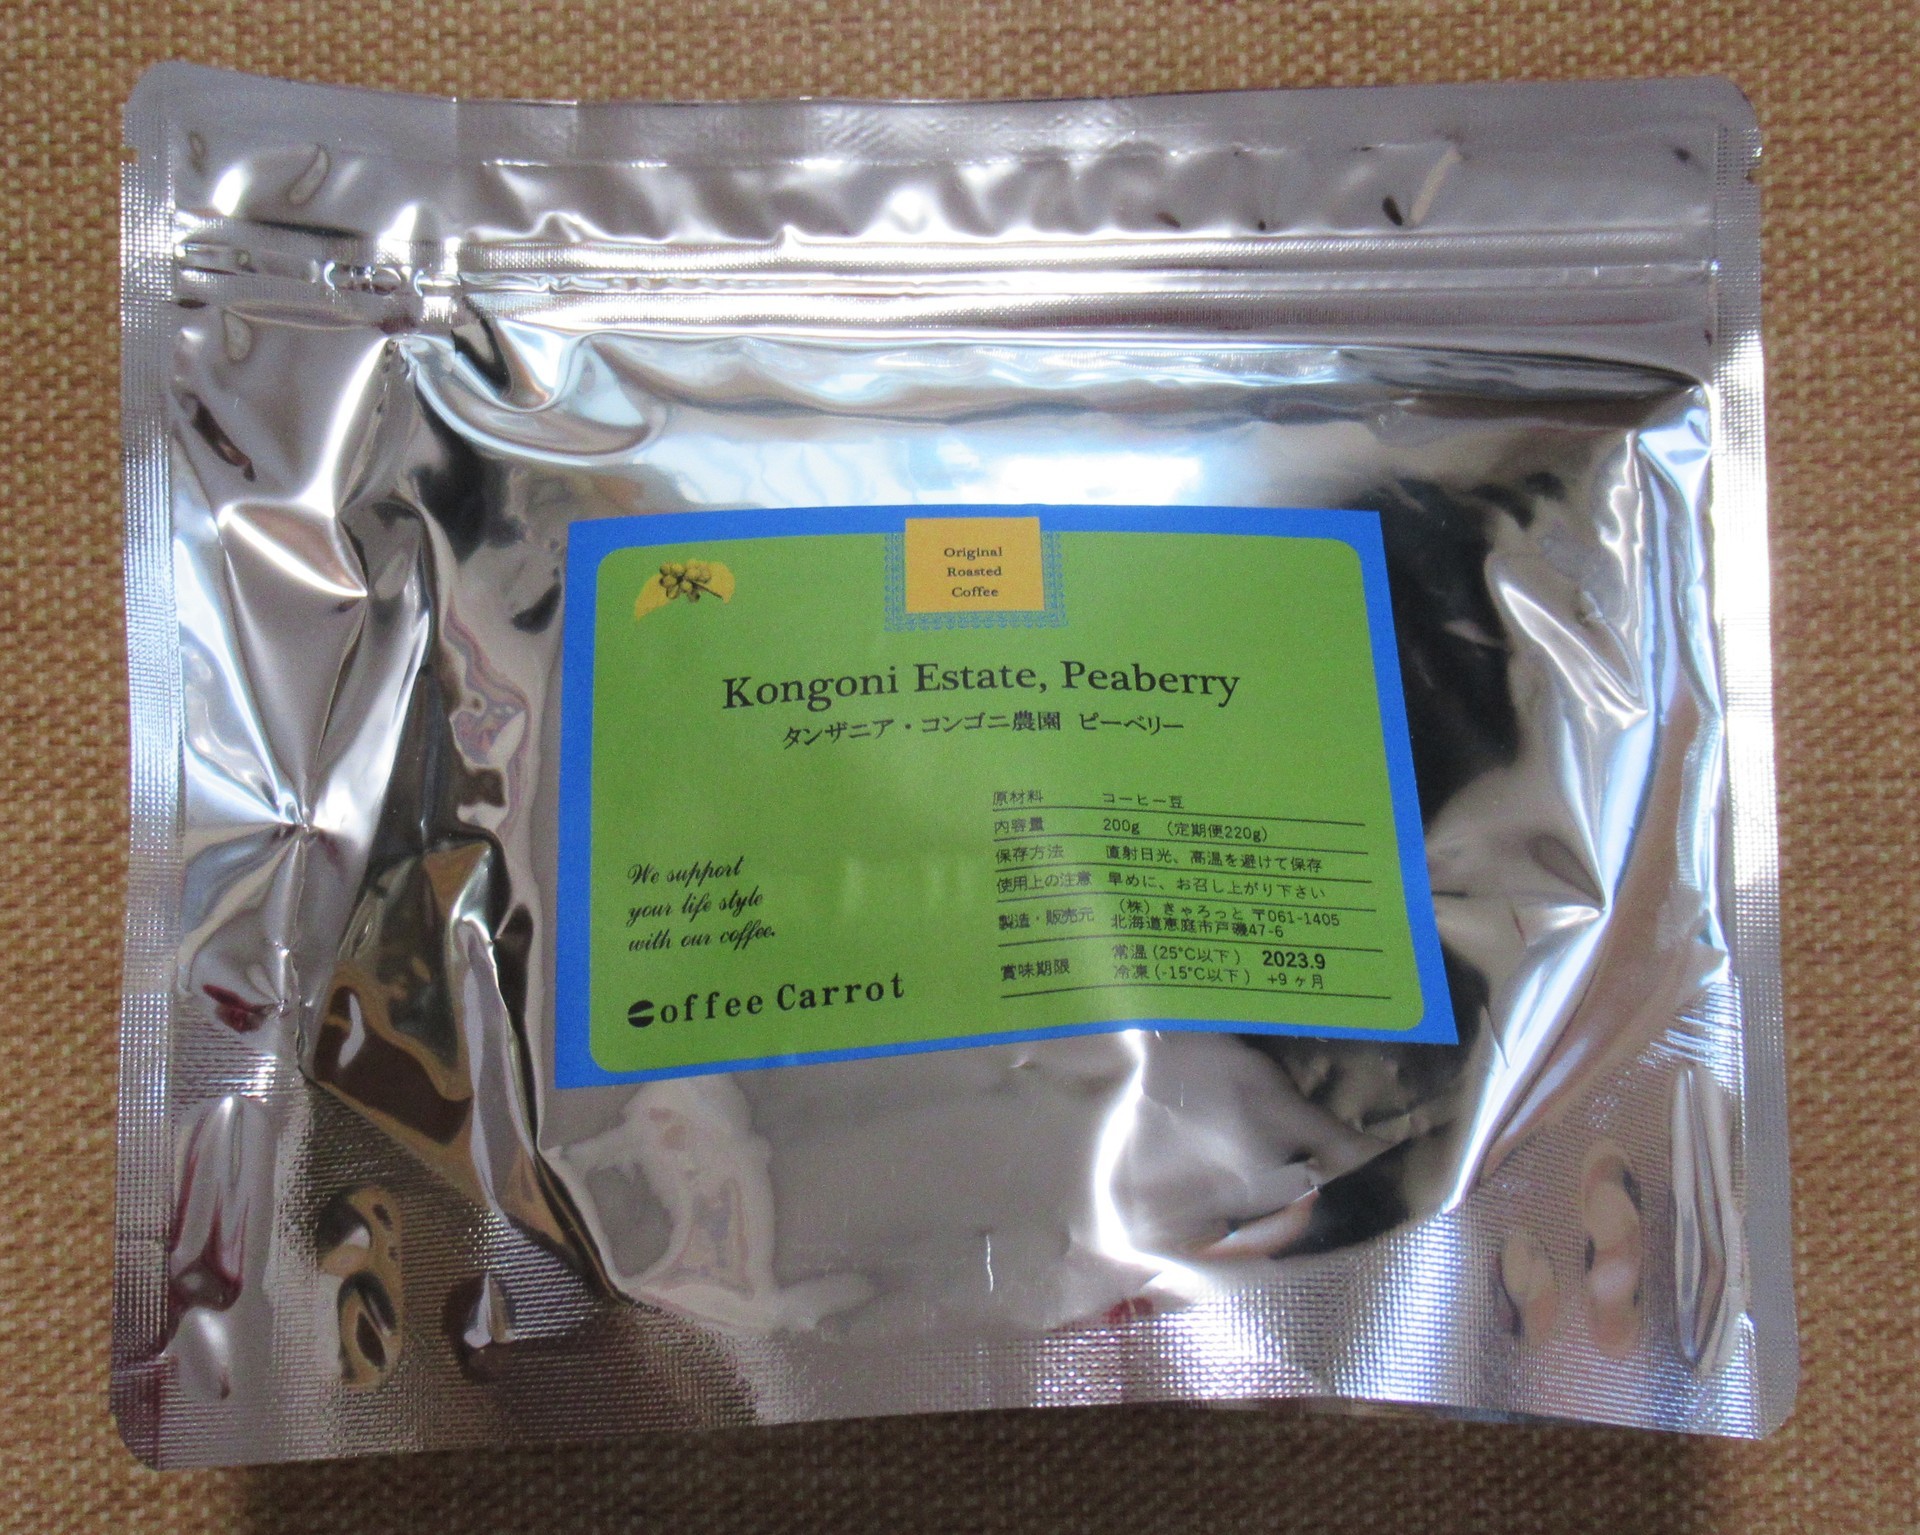 Original
Roasted
Coffee
Kongoni Estate, Peaberry
タンザニア・コンゴニ農園 ピーベリー
原材料 コーヒー豆
内容量 200g （定期便220g）
保存方法 直射日光、高温を避けて保存
使用上の注意 早めに、お召し上がり下さい
製造・販売元 （株）きゃろっと 〒061-1405
北海道恵庭市戸磯47-6
賞味期限 常温（25°C以下） 2023.9
冷凍（-15°C以下） +9ヶ月
We support
your life style
with our coffee.
Coffee Carrot